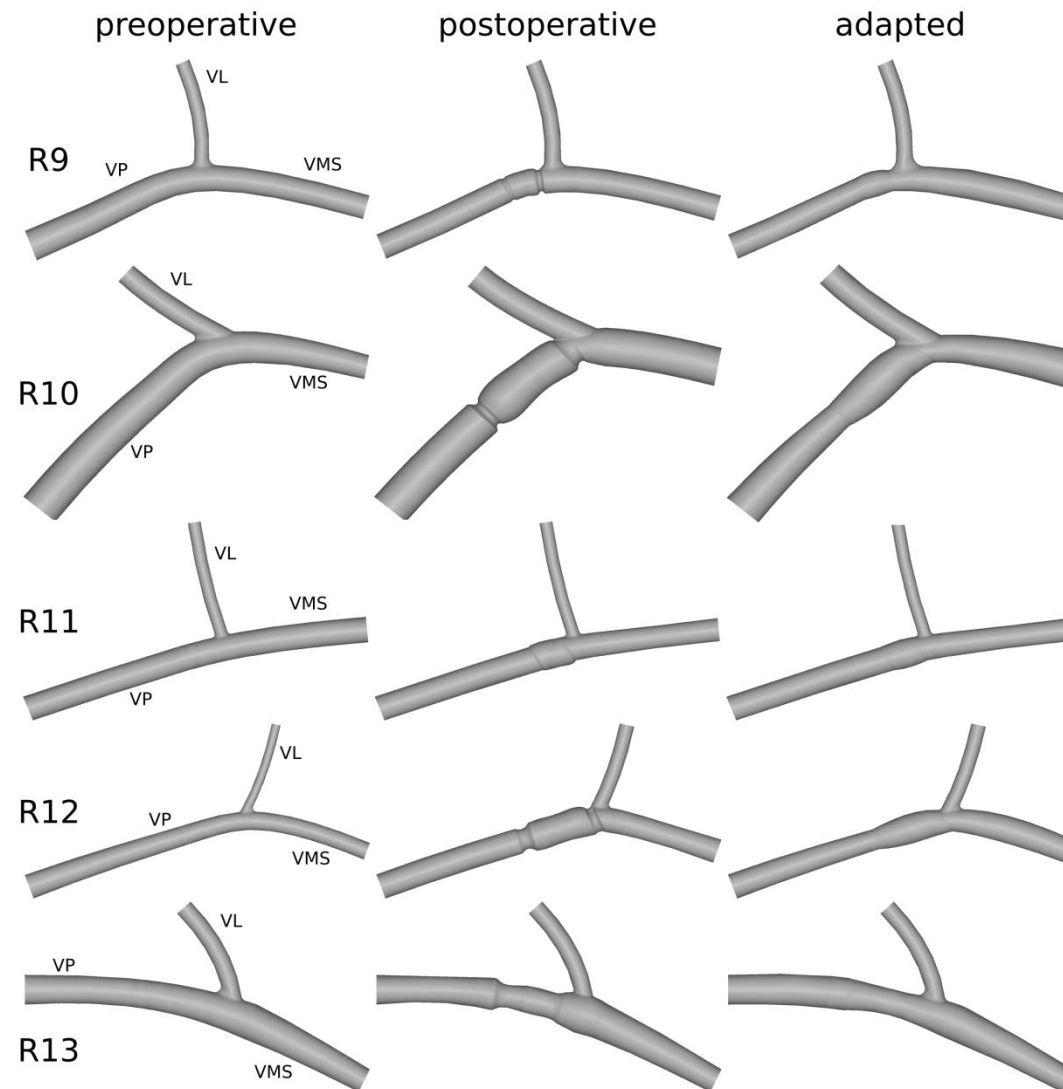 preoperative postoperative adapted
VL
R9 VP VMS
VL
R10 VMS
VP
VL
R11 VMS
VP
VL
R12 VP
VMS
VL
VP
R13 VMS